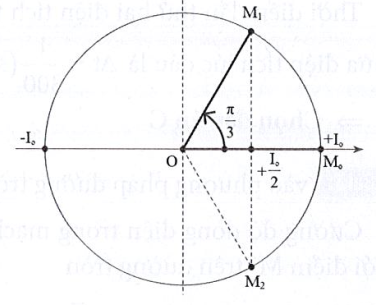 M₁
π
3
-I₀
O
+I₀
M₀
+ I₀
2
M₂